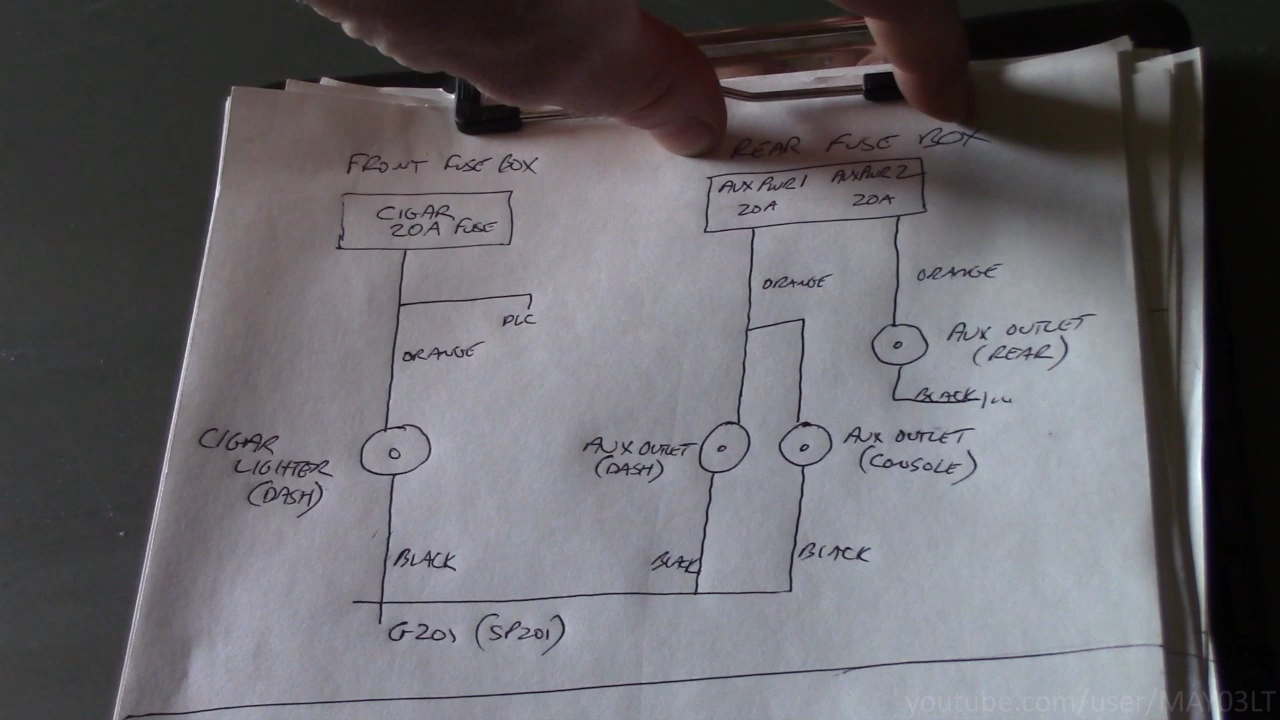 FRONT FUSE BOX
CIGAR
20A FUSE
DLC
ORANGE
CIGAR
LIGHTER
(DASH)
BLACK
G201 (SP201)
REAR FUSE BOX
AUX PWR 1
20A
AUX PWR 2
20A
ORANGE
ORANGE
AUX OUTLET
(REAR)
BLACK
AUX OUTLET
(DASH)
AUX OUTLET
(CONSOLE)
BLAK
BLACK
youtube.com/user/MAY03LT